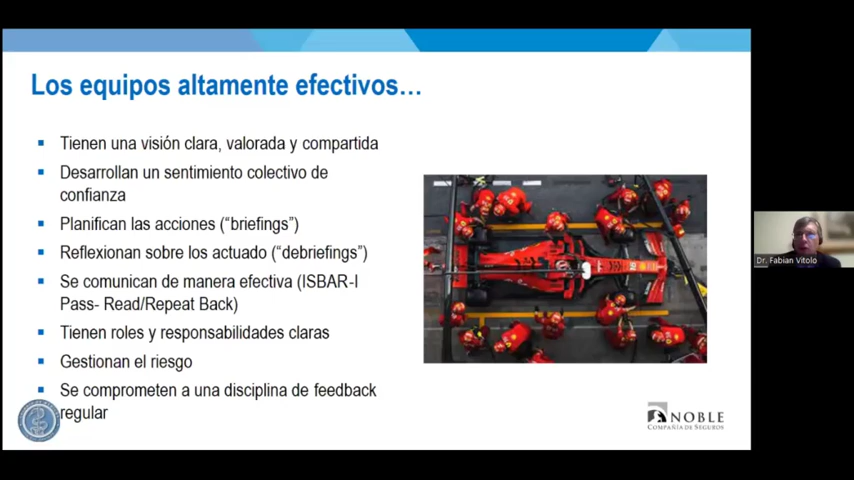 Los equipos altamente efectivos…
▪ Tienen una visión clara, valorada y compartida
▪ Desarrollan un sentimiento colectivo de
confianza
▪ Planifican las acciones (“briefings”)
▪ Reflexionan sobre los actuado (“debriefings”)
▪ Se comunican de manera efectiva (ISBAR-I
Pass- Read/Repeat Back)
▪ Tienen roles y responsabilidades claras
▪ Gestionan el riesgo
▪ Se comprometen a una disciplina de feedback
regular
NOBLE
COMPAÑÍA DE SEGUROS
Dr. Fabian Vitolo